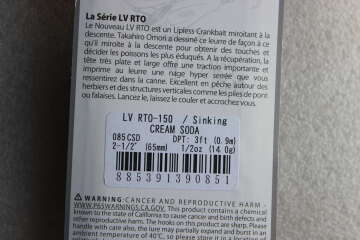 La Série LV RTO
Le Nouveau LV RTO est un Lipless Crankbait miroitant à la
descente. Takahiro Omori a dessiné ce leurre de façon à ce
qu'il miroite à la descente pour obtenir des touches et
décider les poissons les plus éduqués. A la récupération, la
tête très plate et large offre une traction importante et
imprime au leurre une nage hyper serrée que vous
ressentirez dans la canne. Excellent en pêche autour des
herbiers et des structures verticales comme les piles de pont
ou falaises. Lancez le, laissez le couler et accrochez vous.
LV RTO-150 / Sinking
CREAM SODA
085CSD DPT: 3ft (0.9m)
2-1/2" (65mm) 1/2oz (14.0g)
885391390851
WARNING: CANCER AND REPRODUCTIVE HARM -
WWW.P65WARNINGS.CA.GOV. This product contains a chemical
known to the state of California to cause cancer and birth defects and
other reproductive harm. The hooks on this product are sharp. Please
handle with care also, the lure may partially expand and burst in an
ambient temperature of 40°C, so please store it